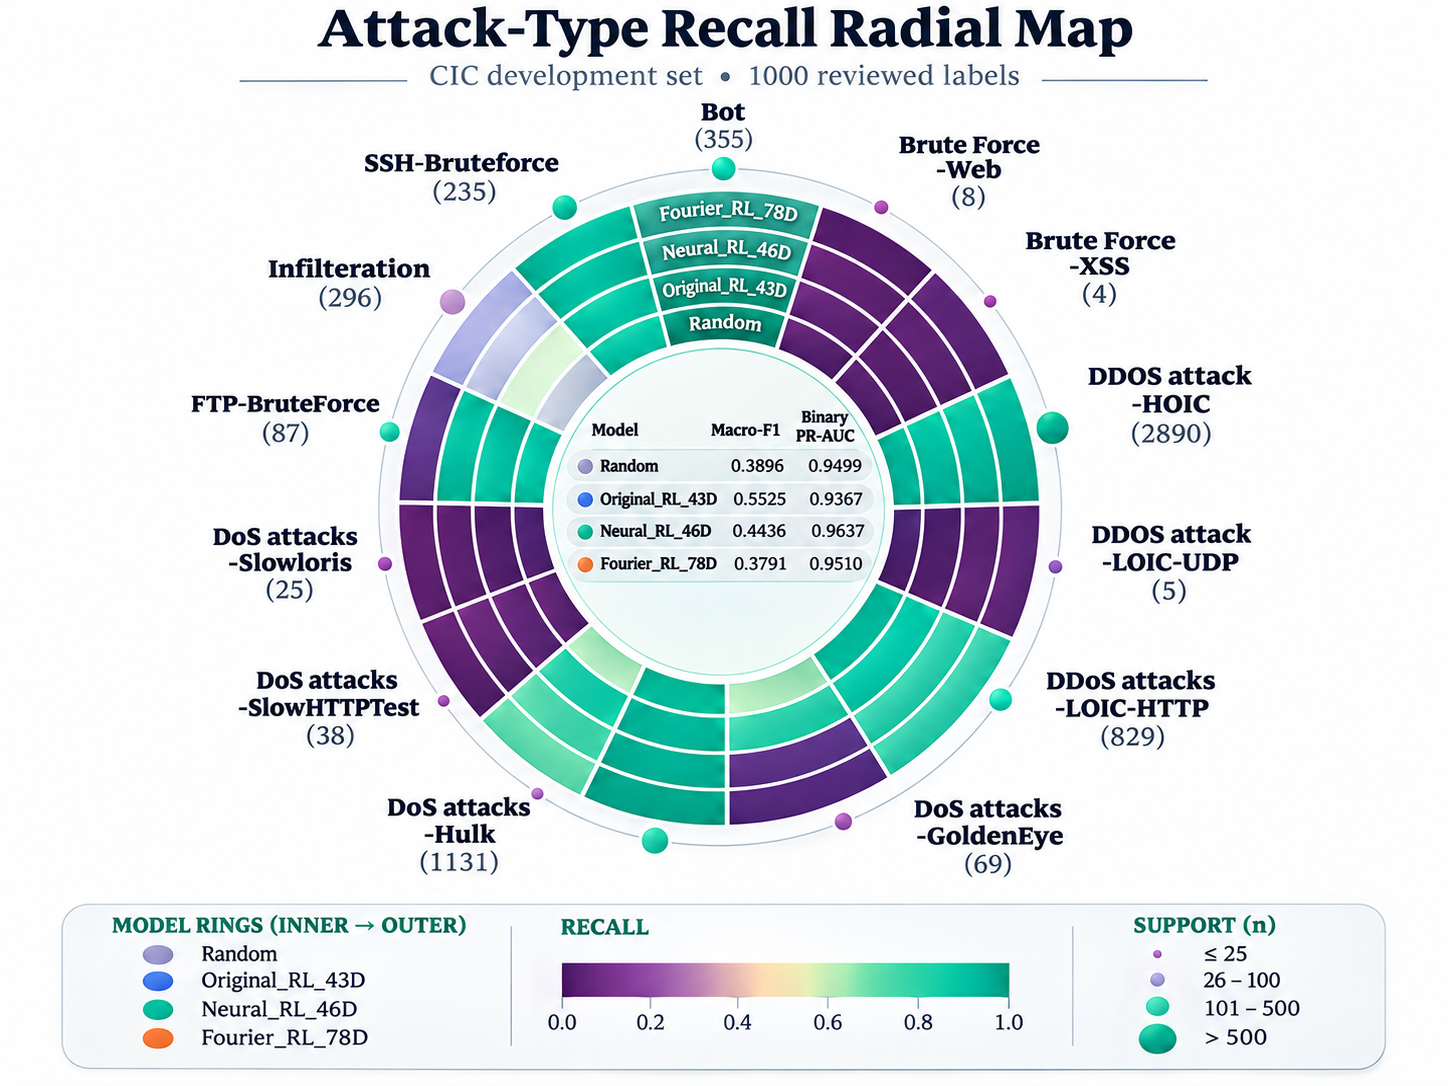 Attack-Type Recall Radial Map
CIC development set • 1000 reviewed labels
Bot
(355)
Brute Force
-Web
(8)
Brute Force
-XSS
(4)
DDOS attack
-HOIC
(2890)
DDOS attack
-LOIC-UDP
(5)
DDoS attacks
-LOIC-HTTP
(829)
DoS attacks
-GoldenEye
(69)
DoS attacks
-Hulk
(1131)
DoS attacks
-SlowHTTPTest
(38)
DoS attacks
-Slowloris
(25)
FTP-BruteForce
(87)
Infilteration
(296)
SSH-Bruteforce
(235)
Fourier_RL_78D
Neural_RL_46D
Original_RL_43D
Random
Model Macro-F1 Binary PR-AUC
Random 0.3896 0.9499
Original_RL_43D 0.5525 0.9367
Neural_RL_46D 0.4436 0.9637
Fourier_RL_78D 0.3791 0.9510
MODEL RINGS (INNER → OUTER)
Random
Original_RL_43D
Neural_RL_46D
Fourier_RL_78D
RECALL
0.0 0.2 0.4 0.6 0.8 1.0
SUPPORT (n)
≤ 25
26 – 100
101 – 500
> 500